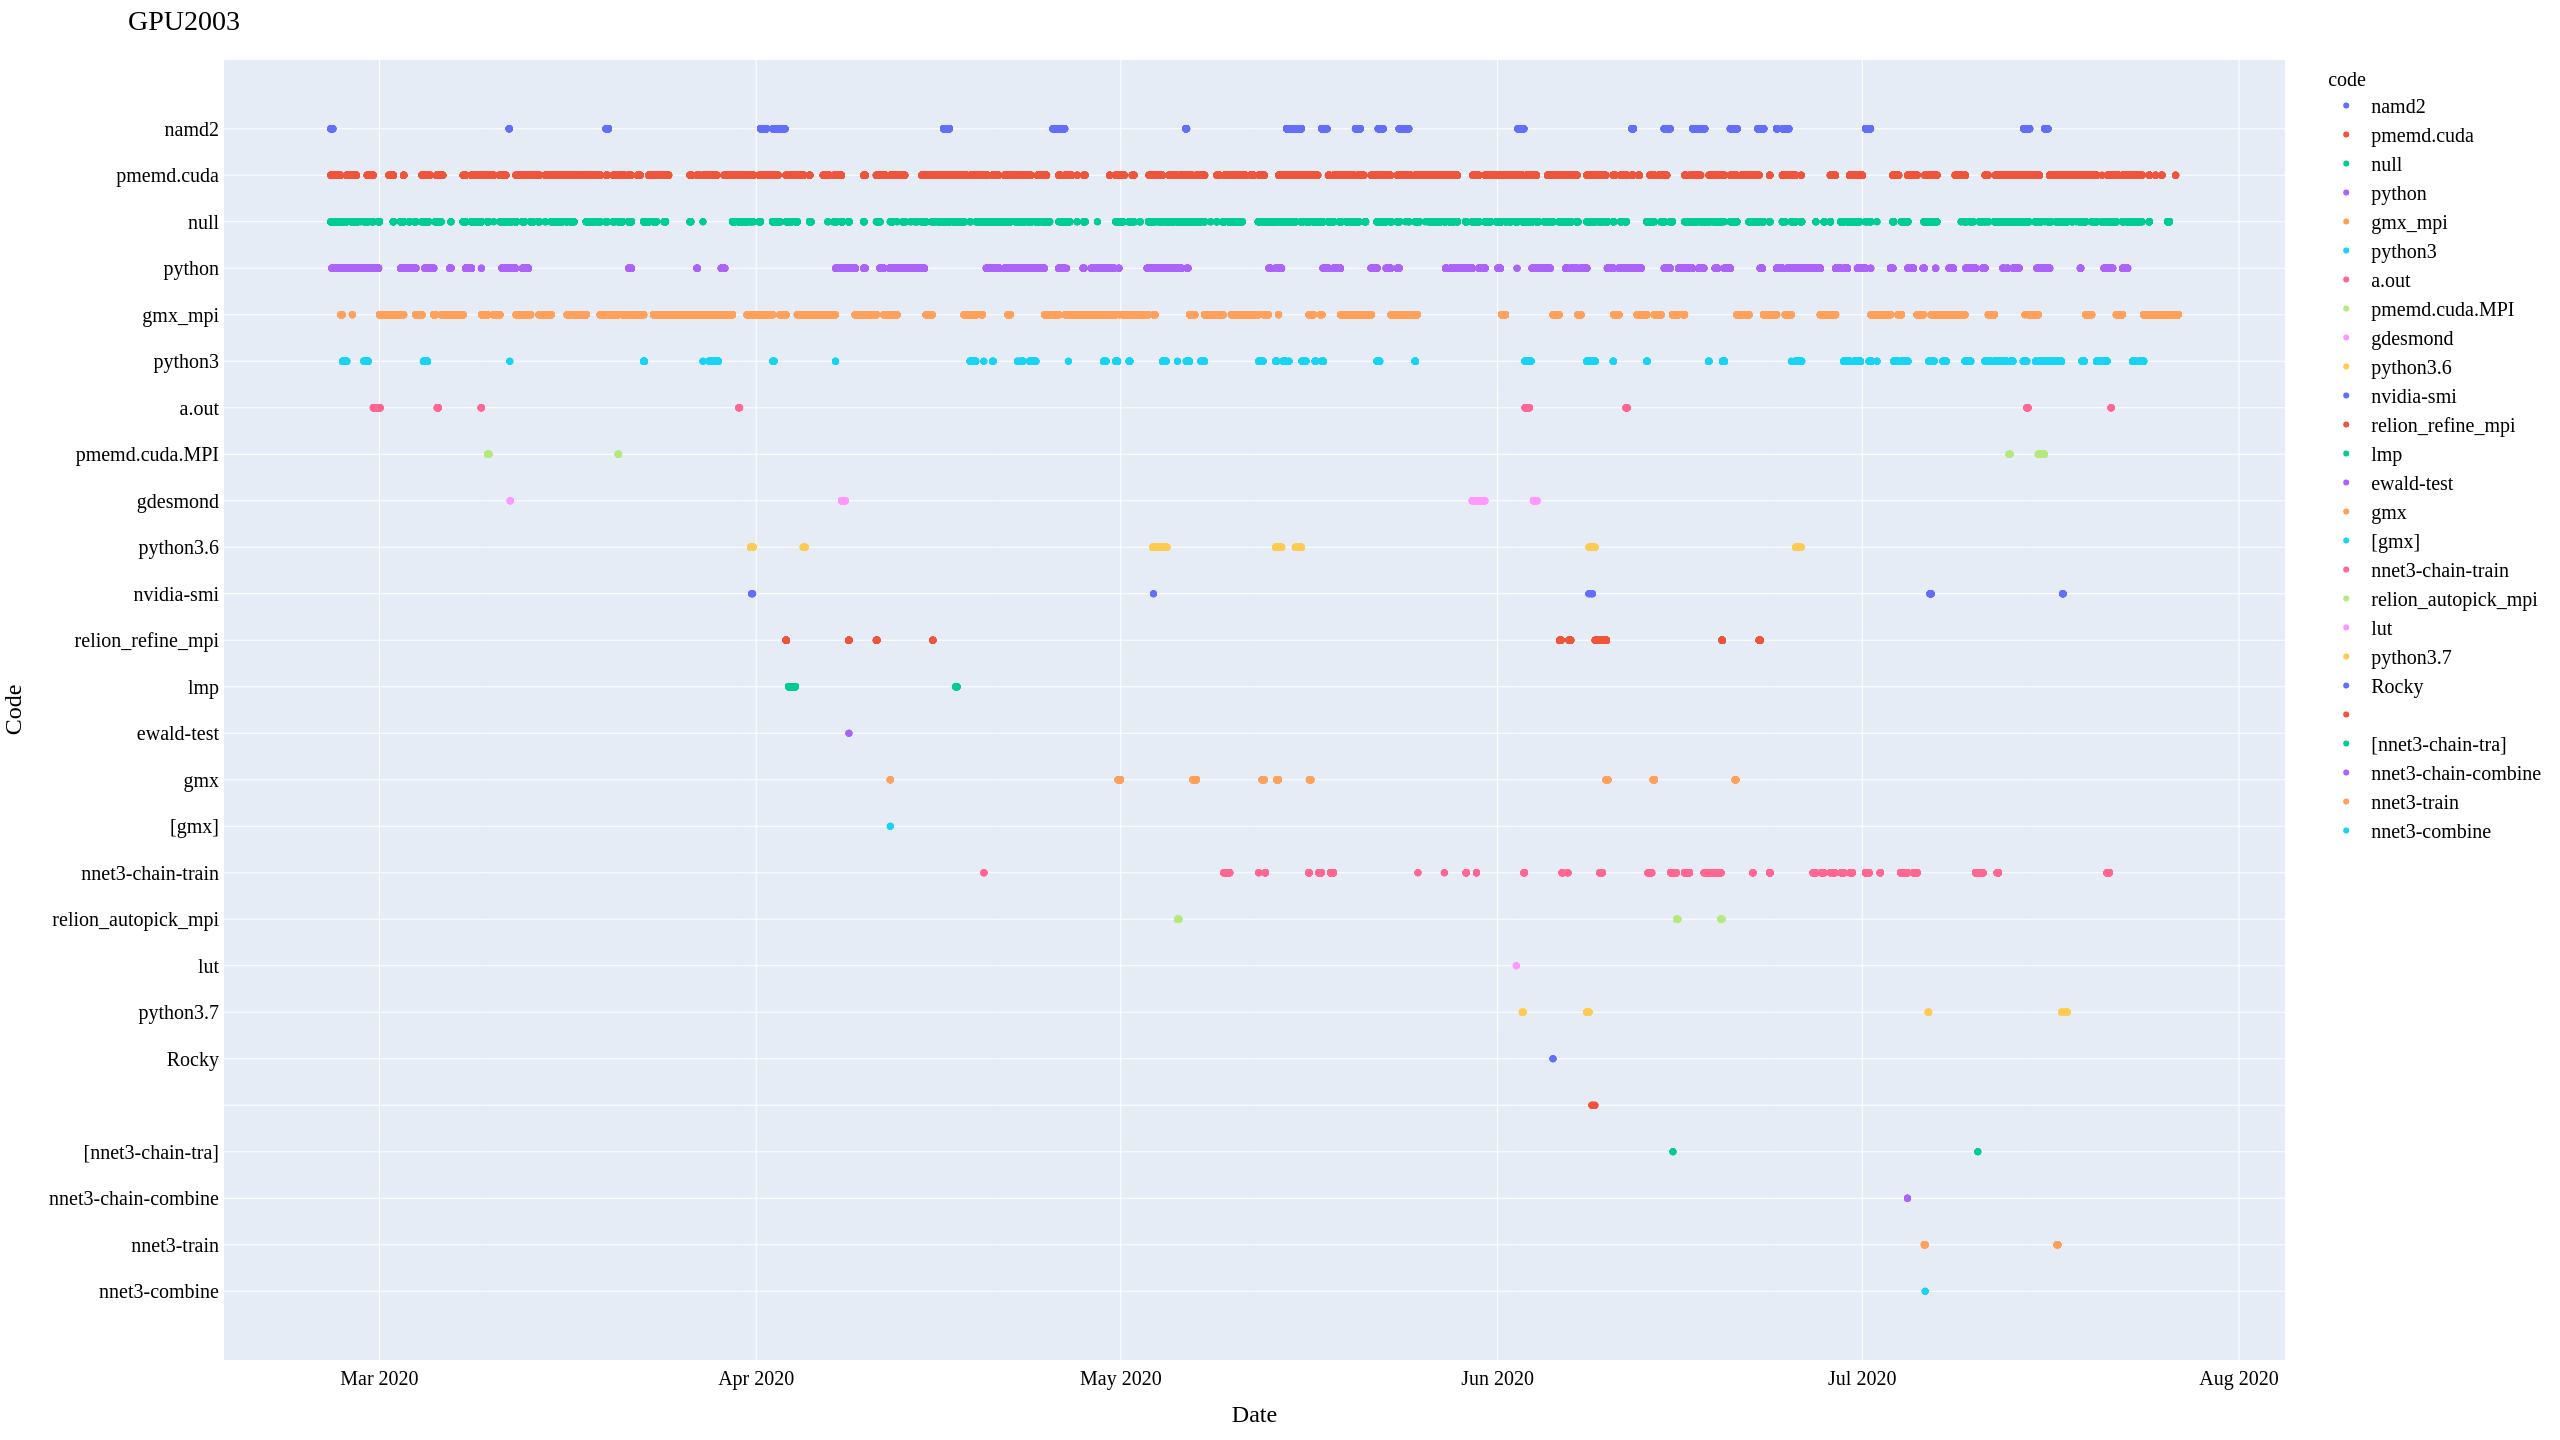 GPU2003
namd2
pmemd.cuda
null
python
gmx_mpi
python3
a.out
pmemd.cuda.MPI
gdesmond
python3.6
nvidia-smi
relion_refine_mpi
lmp
ewald-test
gmx
[gmx]
nnet3-chain-train
relion_autopick_mpi
lut
python3.7
Rocky
[nnet3-chain-tra]
nnet3-chain-combine
nnet3-train
nnet3-combine
Code
Mar 2020
Apr 2020
May 2020
Jun 2020
Jul 2020
Aug 2020
Date
code
namd2
pmemd.cuda
null
python
gmx_mpi
python3
a.out
pmemd.cuda.MPI
gdesmond
python3.6
nvidia-smi
relion_refine_mpi
lmp
ewald-test
gmx
[gmx]
nnet3-chain-train
relion_autopick_mpi
lut
python3.7
Rocky
[nnet3-chain-tra]
nnet3-chain-combine
nnet3-train
nnet3-combine